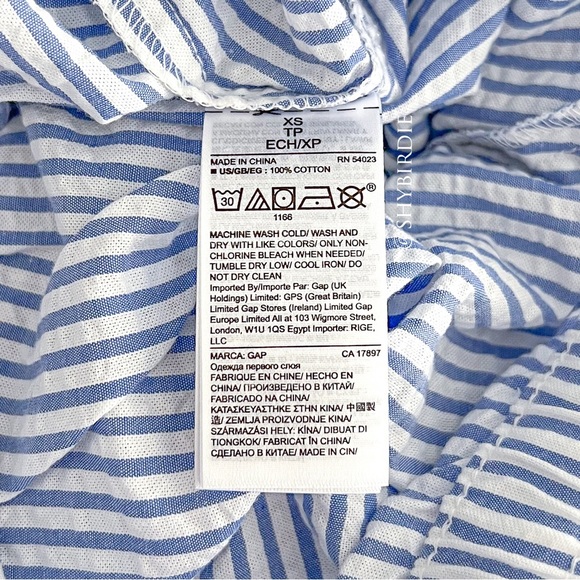 XS
TP
ECH/XP
MADE IN CHINA RN 54023
US/GB/EG : 100% COTTON
30
1166
MACHINE WASH COLD/ WASH AND
DRY WITH LIKE COLORS/ ONLY NON-
CHLORINE BLEACH WHEN NEEDED/
TUMBLE DRY LOW/ COOL IRON/ DO
NOT DRY CLEAN
Imported By/Importe Par: Gap (UK
Holdings) Limited: GPS (Great Britain)
Limited Gap Stores (Ireland) Limited Gap
Europe Limited All at 103 Wigmore Street,
London, W1U 1QS Egypt Importer: RIGE,
LLC
MARCA: GAP CA 17897
Одежда первого слоя
FABRIQUE EN CHINE/ HECHO EN
CHINA/ ПРОИЗВЕДЕНО В КИТАЙ/
FABRICADO NA CHINA/
ΚΑΤΑΣΚΕΥΑΣΤΗΚΕ ΣΤΗΝ ΚΙΝΑ/ 中國製
造/ ZEMLJA PROIZVODNJE KINA/
SZÁRMAZÁSI HELY: KÍNA/ DIBUAT DI
TIONGKOK/ FABRICAT ÎN CHINA/
СДЕЛАНО В КИТАЕ/ MADE IN CIN/
@SHYBIRDIE